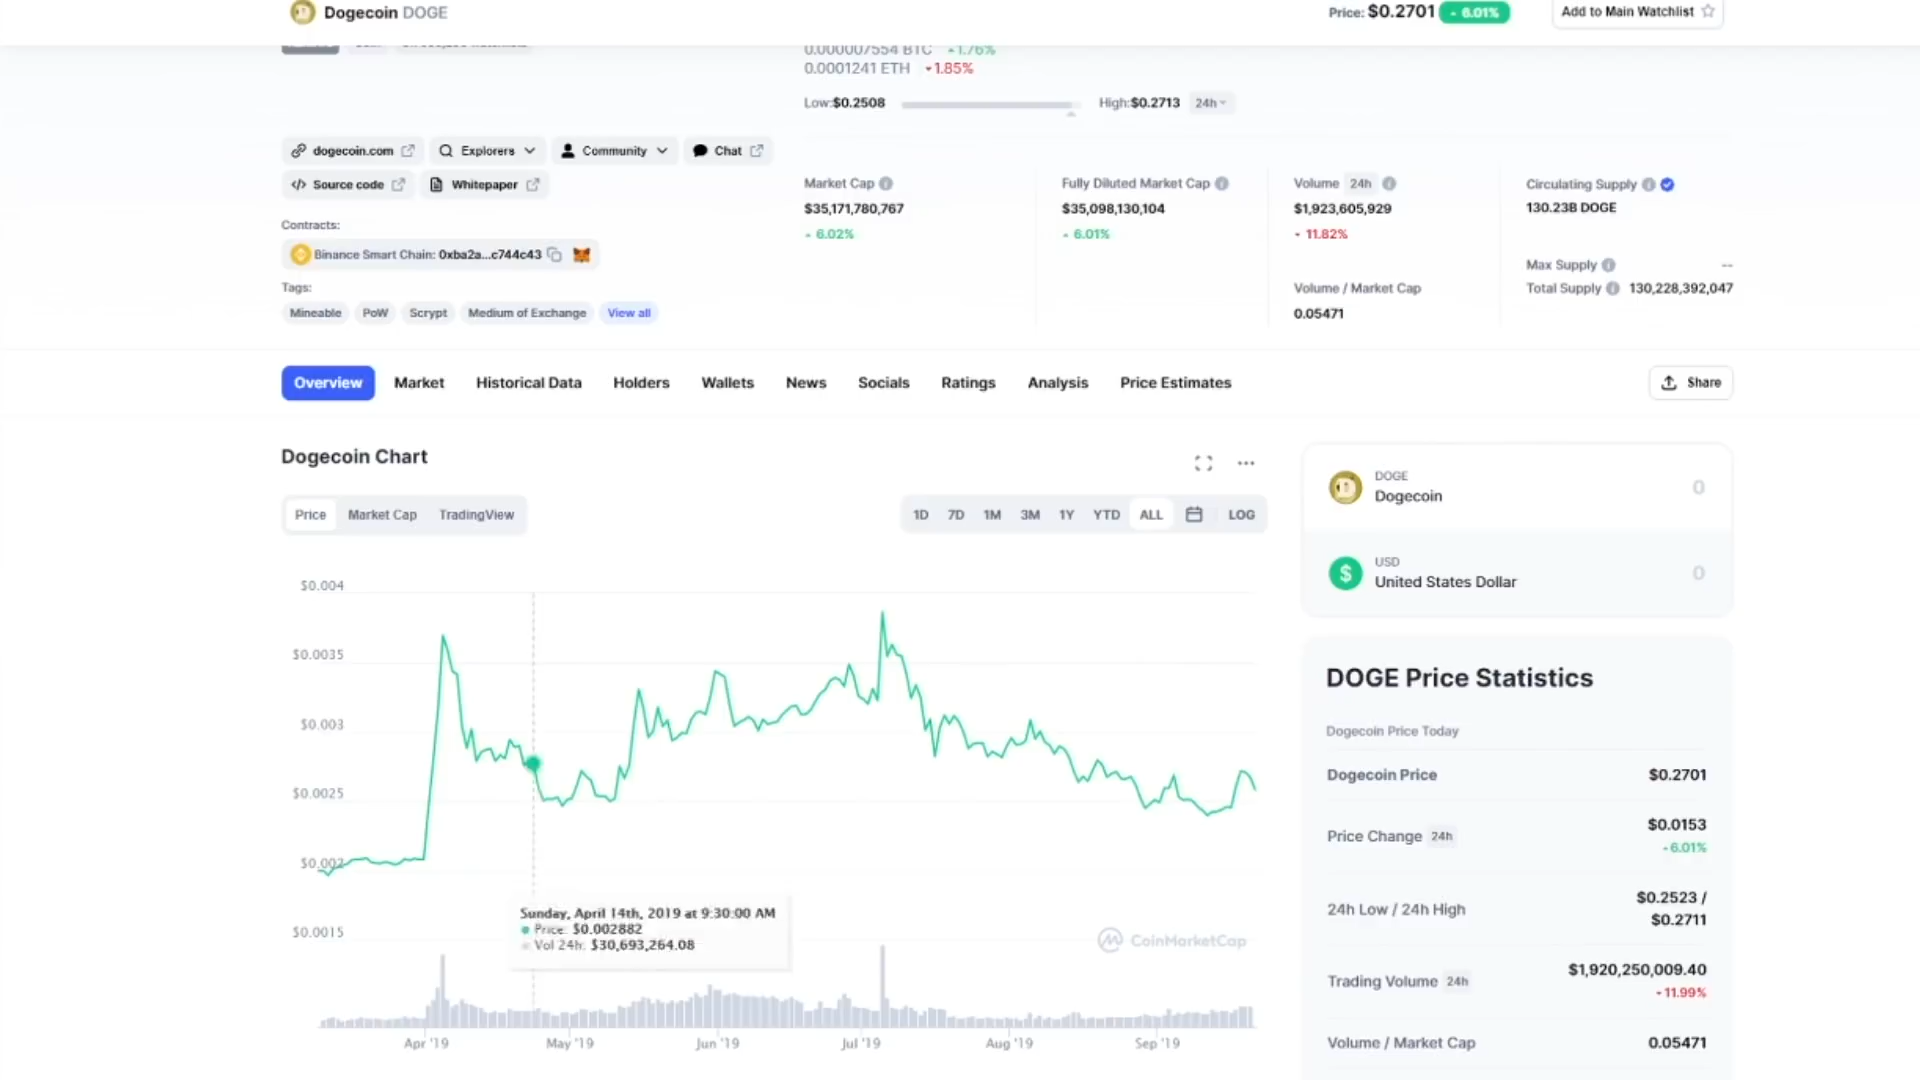 Dogecoin DOGE
Price: $0.2701 6.01%
Add to Main Watchlist
0.000007554 BTC 1.76%
0.0001241 ETH 1.85%
Low:$0.2508
High:$0.2713 24h
dogecoin.com
Explorers
Community
Chat
Source code
Whitepaper
Contracts:
Binance Smart Chain: 0xba2a...c744c43
Tags:
Mineable
PoW
Scrypt
Medium of Exchange
View all
Market Cap
$35,171,780,767
6.02%
Fully Diluted Market Cap
$35,098,130,104
6.01%
Volume 24h
$1,923,605,929
11.82%
Volume / Market Cap
0.05471
Circulating Supply
130.23B DOGE
Max Supply --
Total Supply 130,228,392,047
Overview
Market
Historical Data
Holders
Wallets
News
Socials
Ratings
Analysis
Price Estimates
Share
Dogecoin Chart
Price
Market Cap
TradingView
1D
7D
1M
3M
1Y
YTD
ALL
LOG
$0.004
$0.0035
$0.003
$0.0025
$0.002
$0.0015
Sunday, April 14th, 2019 at 9:30:00 AM
Price: $0.002882
Vol 24h: $30,693,264.08
CoinMarketCap
Apr '19
May '19
Jun '19
Jul '19
Aug '19
Sep '19
DOGE
Dogecoin
0
USD
United States Dollar
0
DOGE Price Statistics
Dogecoin Price Today
Dogecoin Price
$0.2701
Price Change 24h
$0.0153
6.01%
24h Low / 24h High
$0.2523 /
$0.2711
Trading Volume 24h
$1,920,250,009.40
11.99%
Volume / Market Cap
0.05471